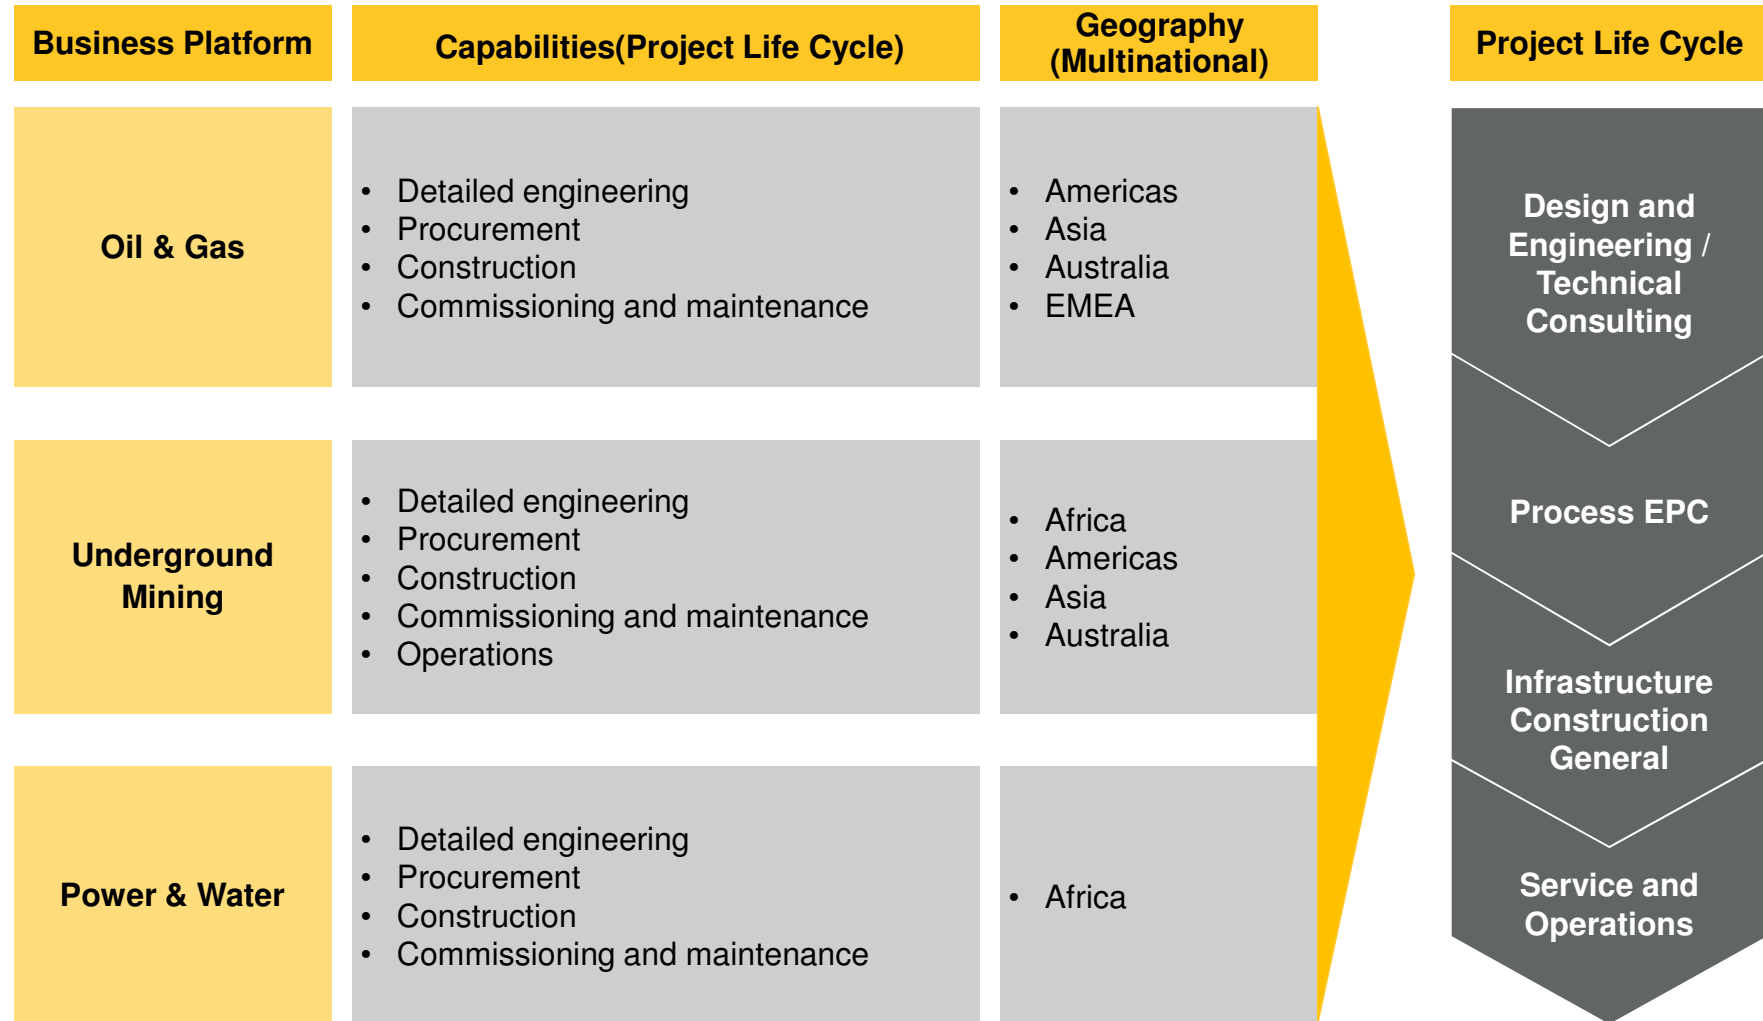 Business Platform
Capabilities(Project Life Cycle)
Geography
(Multinational)
Project Life Cycle
Oil & Gas
• Detailed engineering
• Procurement
• Construction
• Commissioning and maintenance
• Americas
• Asia
• Australia
• EMEA
Underground
Mining
• Detailed engineering
• Procurement
• Construction
• Commissioning and maintenance
• Operations
• Africa
• Americas
• Asia
• Australia
Power & Water
• Detailed engineering
• Procurement
• Construction
• Commissioning and maintenance
• Africa
Design and
Engineering /
Technical
Consulting
Process EPC
Infrastructure
Construction
General
Service and
Operations